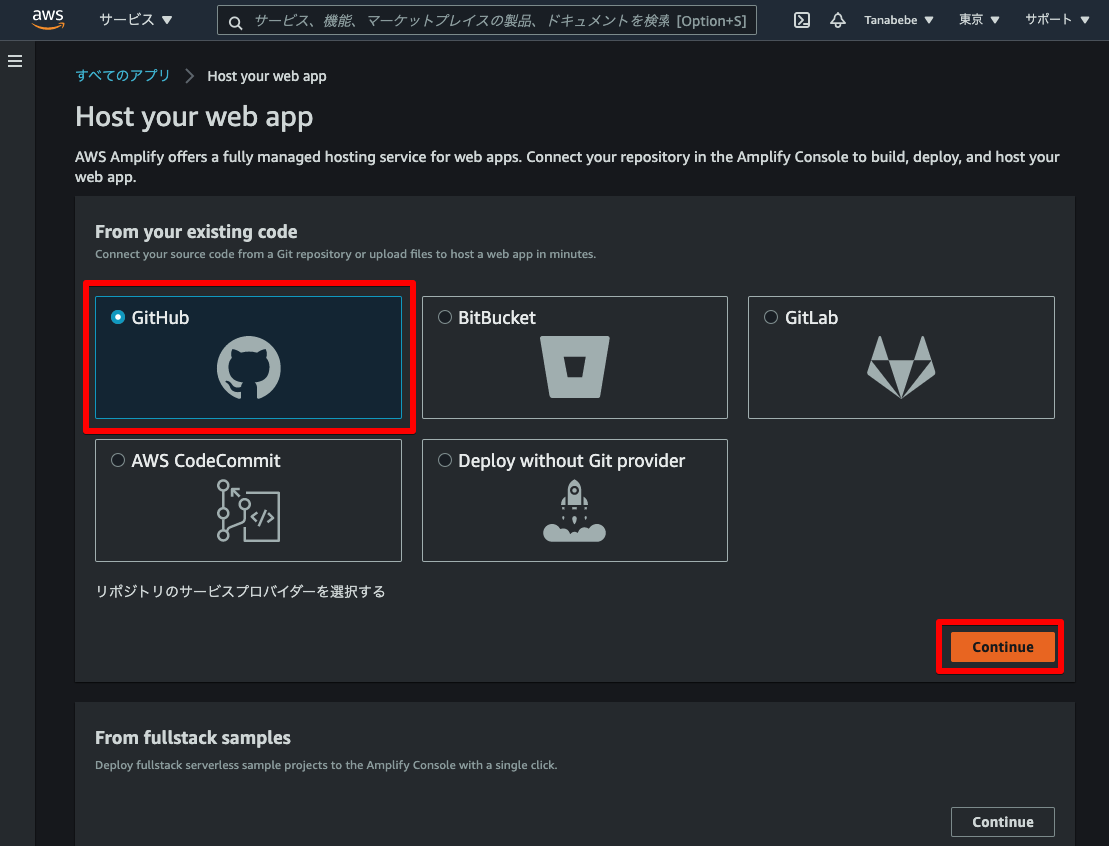 aws
サービス ▼
サービス、機能、マーケットプレイスの製品、ドキュメントを検索 [Option+S]
Tanabebe ▼
東京 ▼
サポート ▼
すべてのアプリ
Host your web app
Host your web app
AWS Amplify offers a fully managed hosting service for web apps. Connect your repository in the Amplify Console to build, deploy, and host your
web app.
From your existing code
Connect your source code from a Git repository or upload files to host a web app in minutes.
GitHub
BitBucket
GitLab
AWS CodeCommit
Deploy without Git provider
リポジトリのサービスプロバイダーを選択する
Continue
From fullstack samples
Deploy fullstack serverless sample projects to the Amplify Console with a single click.
Continue